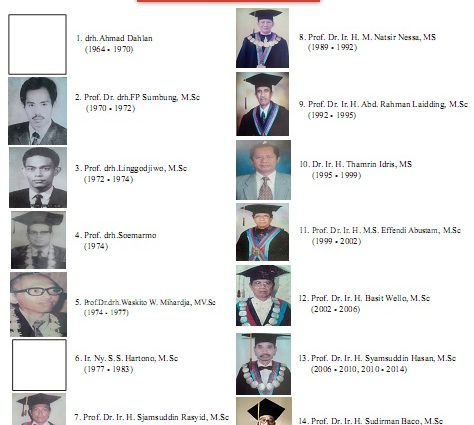 1. drh. Ahmad Dahlan
(1964 - 1970)
2. Prof. Dr. drh.FP Sumbung, M.Sc
(1970 - 1972)
3. Prof. drh.Linggodjiwo, M.Sc
(1972 - 1974)
4. Prof. drh.Soemarmo
(1974)
5. Prof.Dr.drh.Waskito W. Mihardja, MV.Sc
(1974 - 1977)
6. Ir. Ny. S.S. Hartono, M.Sc
(1977 - 1983)
7. Prof. Dr. Ir. H. Sjamsuddin Rasyid, M.Sc
8. Prof. Dr. Ir. H. M. Natsir Nessa, MS
(1989 - 1992)
9. Prof. Dr. Ir. H. Abd. Rahman Laidding, M.Sc
(1992 - 1995)
10. Dr. Ir. H. Thamrin Idris, MS
(1995 - 1999)
11. Prof. Dr. Ir. H. M.S. Effendi Abustam, M.Sc
(1999 - 2002)
12. Prof. Dr. Ir. H. Basit Wello, M.Sc
(2002 - 2006)
13. Prof. Dr. Ir. H. Syamsuddin Hasan, M.Sc
(2006 - 2010, 2010 - 2014)
14. Prof. Dr. Ir. H. Sudirman Baco, M.Sc